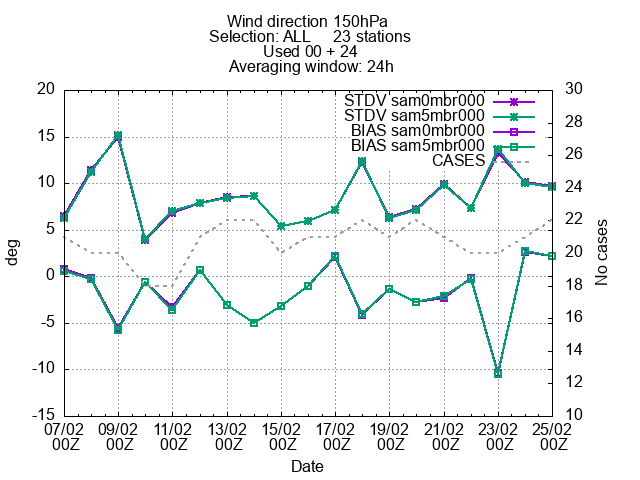 Wind direction 150hPa
Selection: ALL 23 stations
Used 00 + 24
Averaging window: 24h
STDV sam0mbr000
STDV sam5mbr000
BIAS sam0mbr000
BIAS sam5mbr000
CASES
20
15
10
5
0
-5
-10
-15
deg
30
28
26
24
22
20
18
16
14
12
10
No cases
07/02 09/02 11/02 13/02 15/02 17/02 19/02 21/02 23/02 25/02
00Z 00Z 00Z 00Z 00Z 00Z 00Z 00Z 00Z 00Z
Date